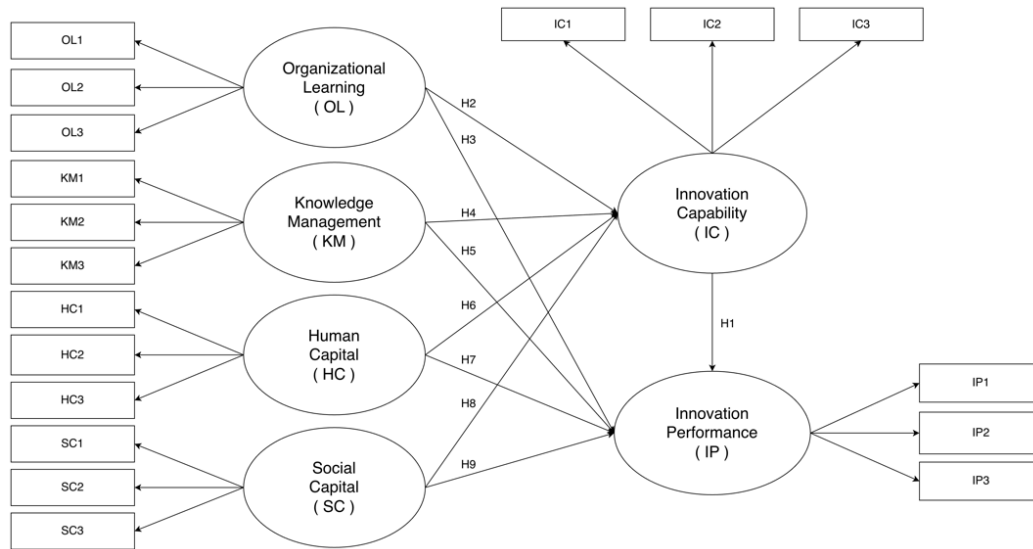 OL1
OL2
OL3
KM1
KM2
KM3
HC1
HC2
HC3
SC1
SC2
SC3
Organizational
Learning
( OL )
Knowledge
Management
( KM )
Human
Capital
( HC )
Social
Capital
( SC )
H2
H3
H4
H5
H6
H7
H8
H9
IC1
IC2
IC3
Innovation
Capability
( IC )
H1
Innovation
Performance
( IP )
IP1
IP2
IP3